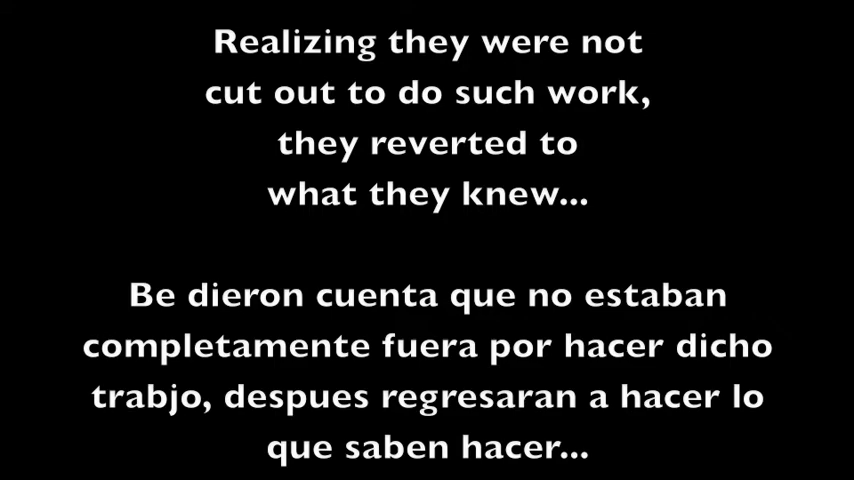 Realizing they were not
cut out to do such work,
they reverted to
what they knew...
Be dieron cuenta que no estaban
completamente fuera por hacer dicho
trabjo, despues regresaran a hacer lo
que saben hacer...